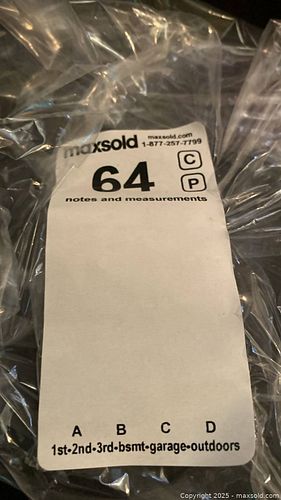 maxsold maxsold.com
1-877-257-7799
64 C
P
notes and measurements
A B C D
1st-2nd-3rd-bsmt-garage-outdoors
Copyright 2025 - maxsold.com